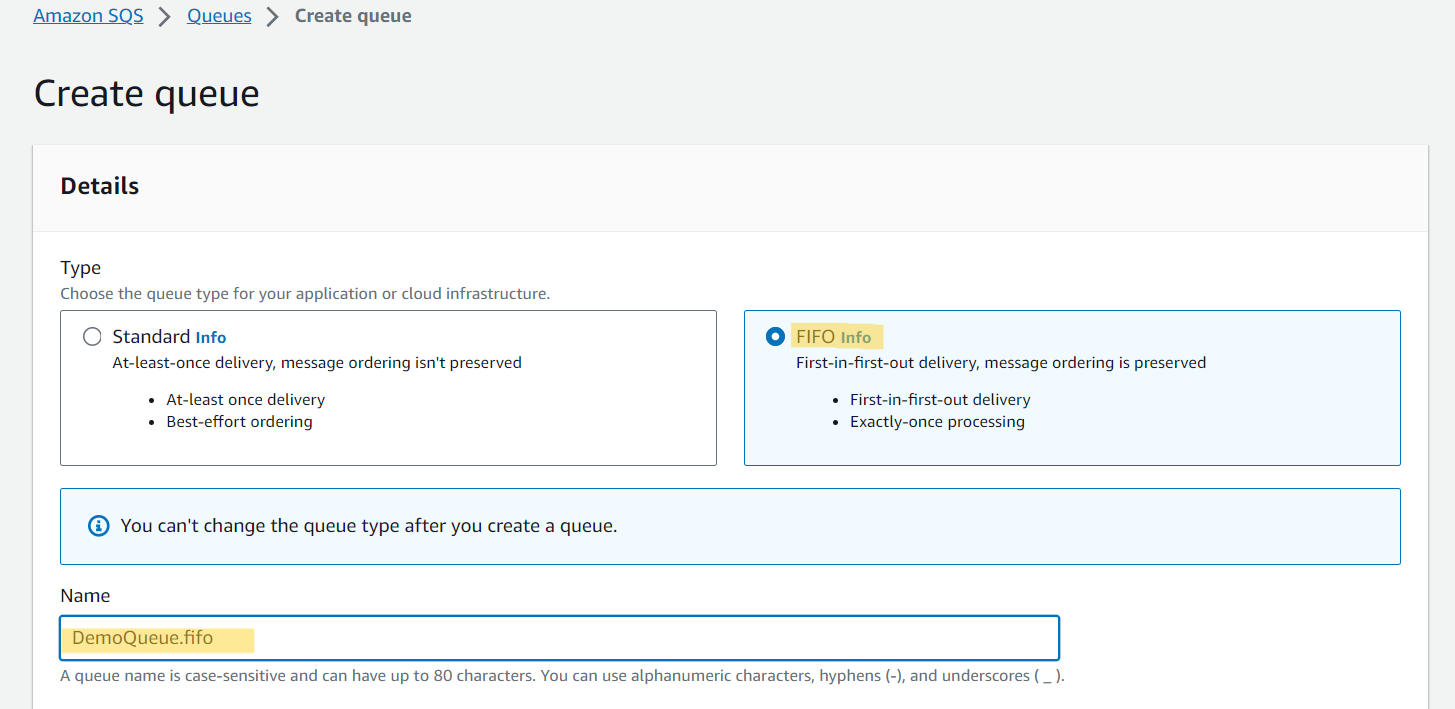 Amazon SQS > Queues > Create queue
Create queue
Details
Type
Choose the queue type for your application or cloud infrastructure.
Standard Info
At-least-once delivery, message ordering isn't preserved
• At-least once delivery
• Best-effort ordering
FIFO Info
First-in-first-out delivery, message ordering is preserved
• First-in-first-out delivery
• Exactly-once processing
You can't change the queue type after you create a queue.
Name
DemoQueue.fifo
A queue name is case-sensitive and can have up to 80 characters. You can use alphanumeric characters, hyphens (-), and underscores ( _ ).